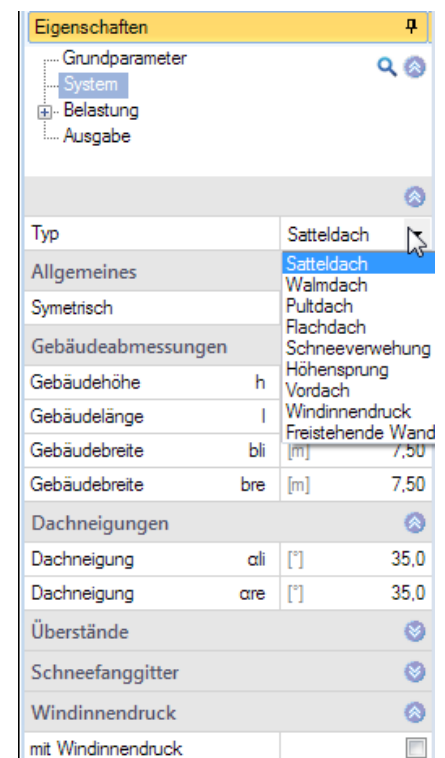 Eigenschaften
Grundparameter
System
Belastung
Ausgabe
Typ Satteldach
Satteldach
Walmdach
Pultdach
Flachdach
Schneeverwehung
Höhensprung
Vordach
Windinnendruck
Freistehende Wand
Allgemeines
Symetrisch
Gebäudeabmessungen
Gebäudehöhe h
Gebäudelänge l
Gebäudebreite bli [m] 7,50
Gebäudebreite bre [m] 7,50
Dachneigungen
Dachneigung αli [°] 35,0
Dachneigung αre [°] 35,0
Überstände
Schneefanggitter
Windinnendruck
mit Windinnendruck